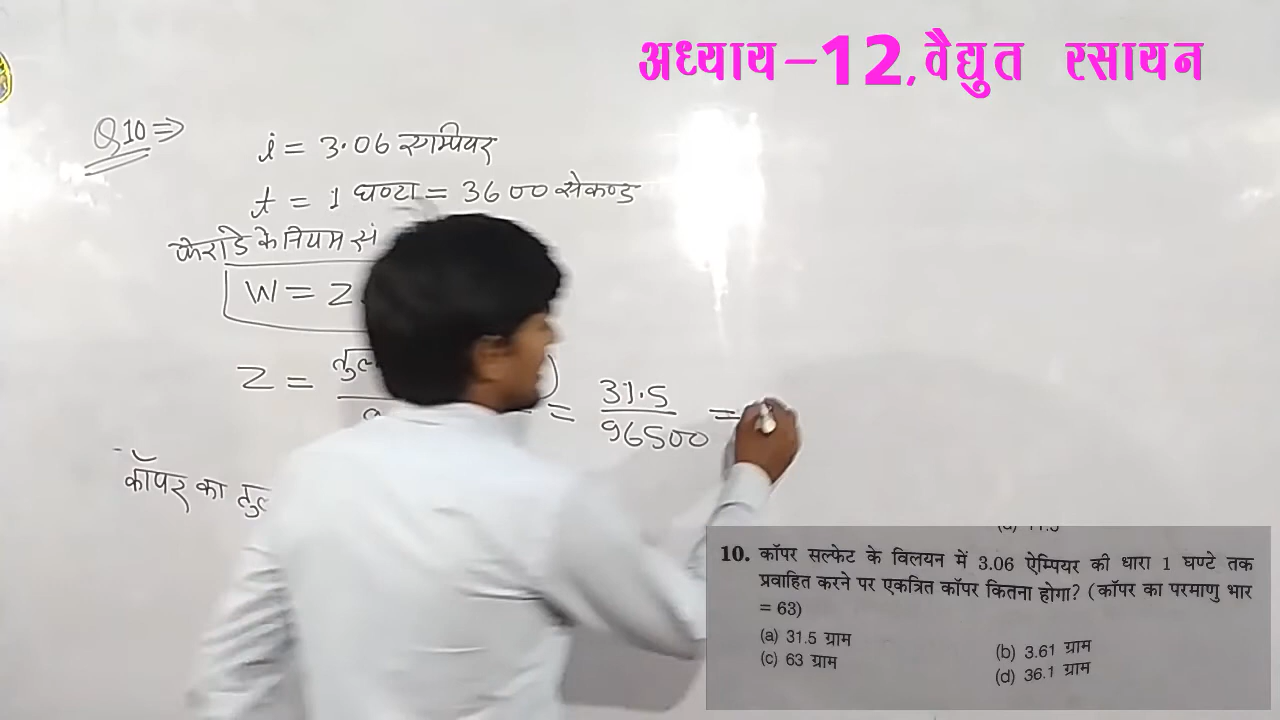 अध्याय-12, वैद्युत रसायन
Q10⇒
i = 3.06 एम्पियर
t = 1 घण्टा = 3600 सेकण्ड
फेराडे के नियम सं
W = Z
Z = = 31.5 / 96500 =
कॉपर का
10. कॉपर सल्फेट के विलयन में 3.06 ऐम्पियर की धारा 1 घण्टे तक
प्रवाहित करने पर एकत्रित कॉपर कितना होगा? (कॉपर का परमाणु भार
= 63)
(a) 31.5 ग्राम (b) 3.61 ग्राम
(c) 63 ग्राम (d) 36.1 ग्राम